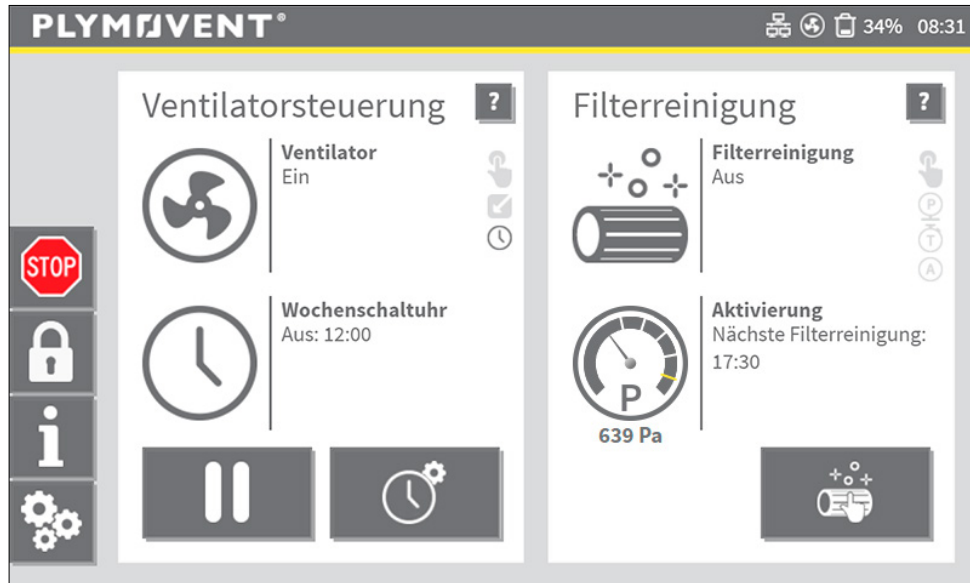 PLYMOVENT®
34% 08:31
Ventilatorsteuerung ?
Ventilator
Ein
Wochenschaltuhr
Aus: 12:00
Filterreinigung ?
Filterreinigung
Aus
P
T
A
Aktivierung
Nächste Filterreinigung:
17:30
P
639 Pa
STOP
i